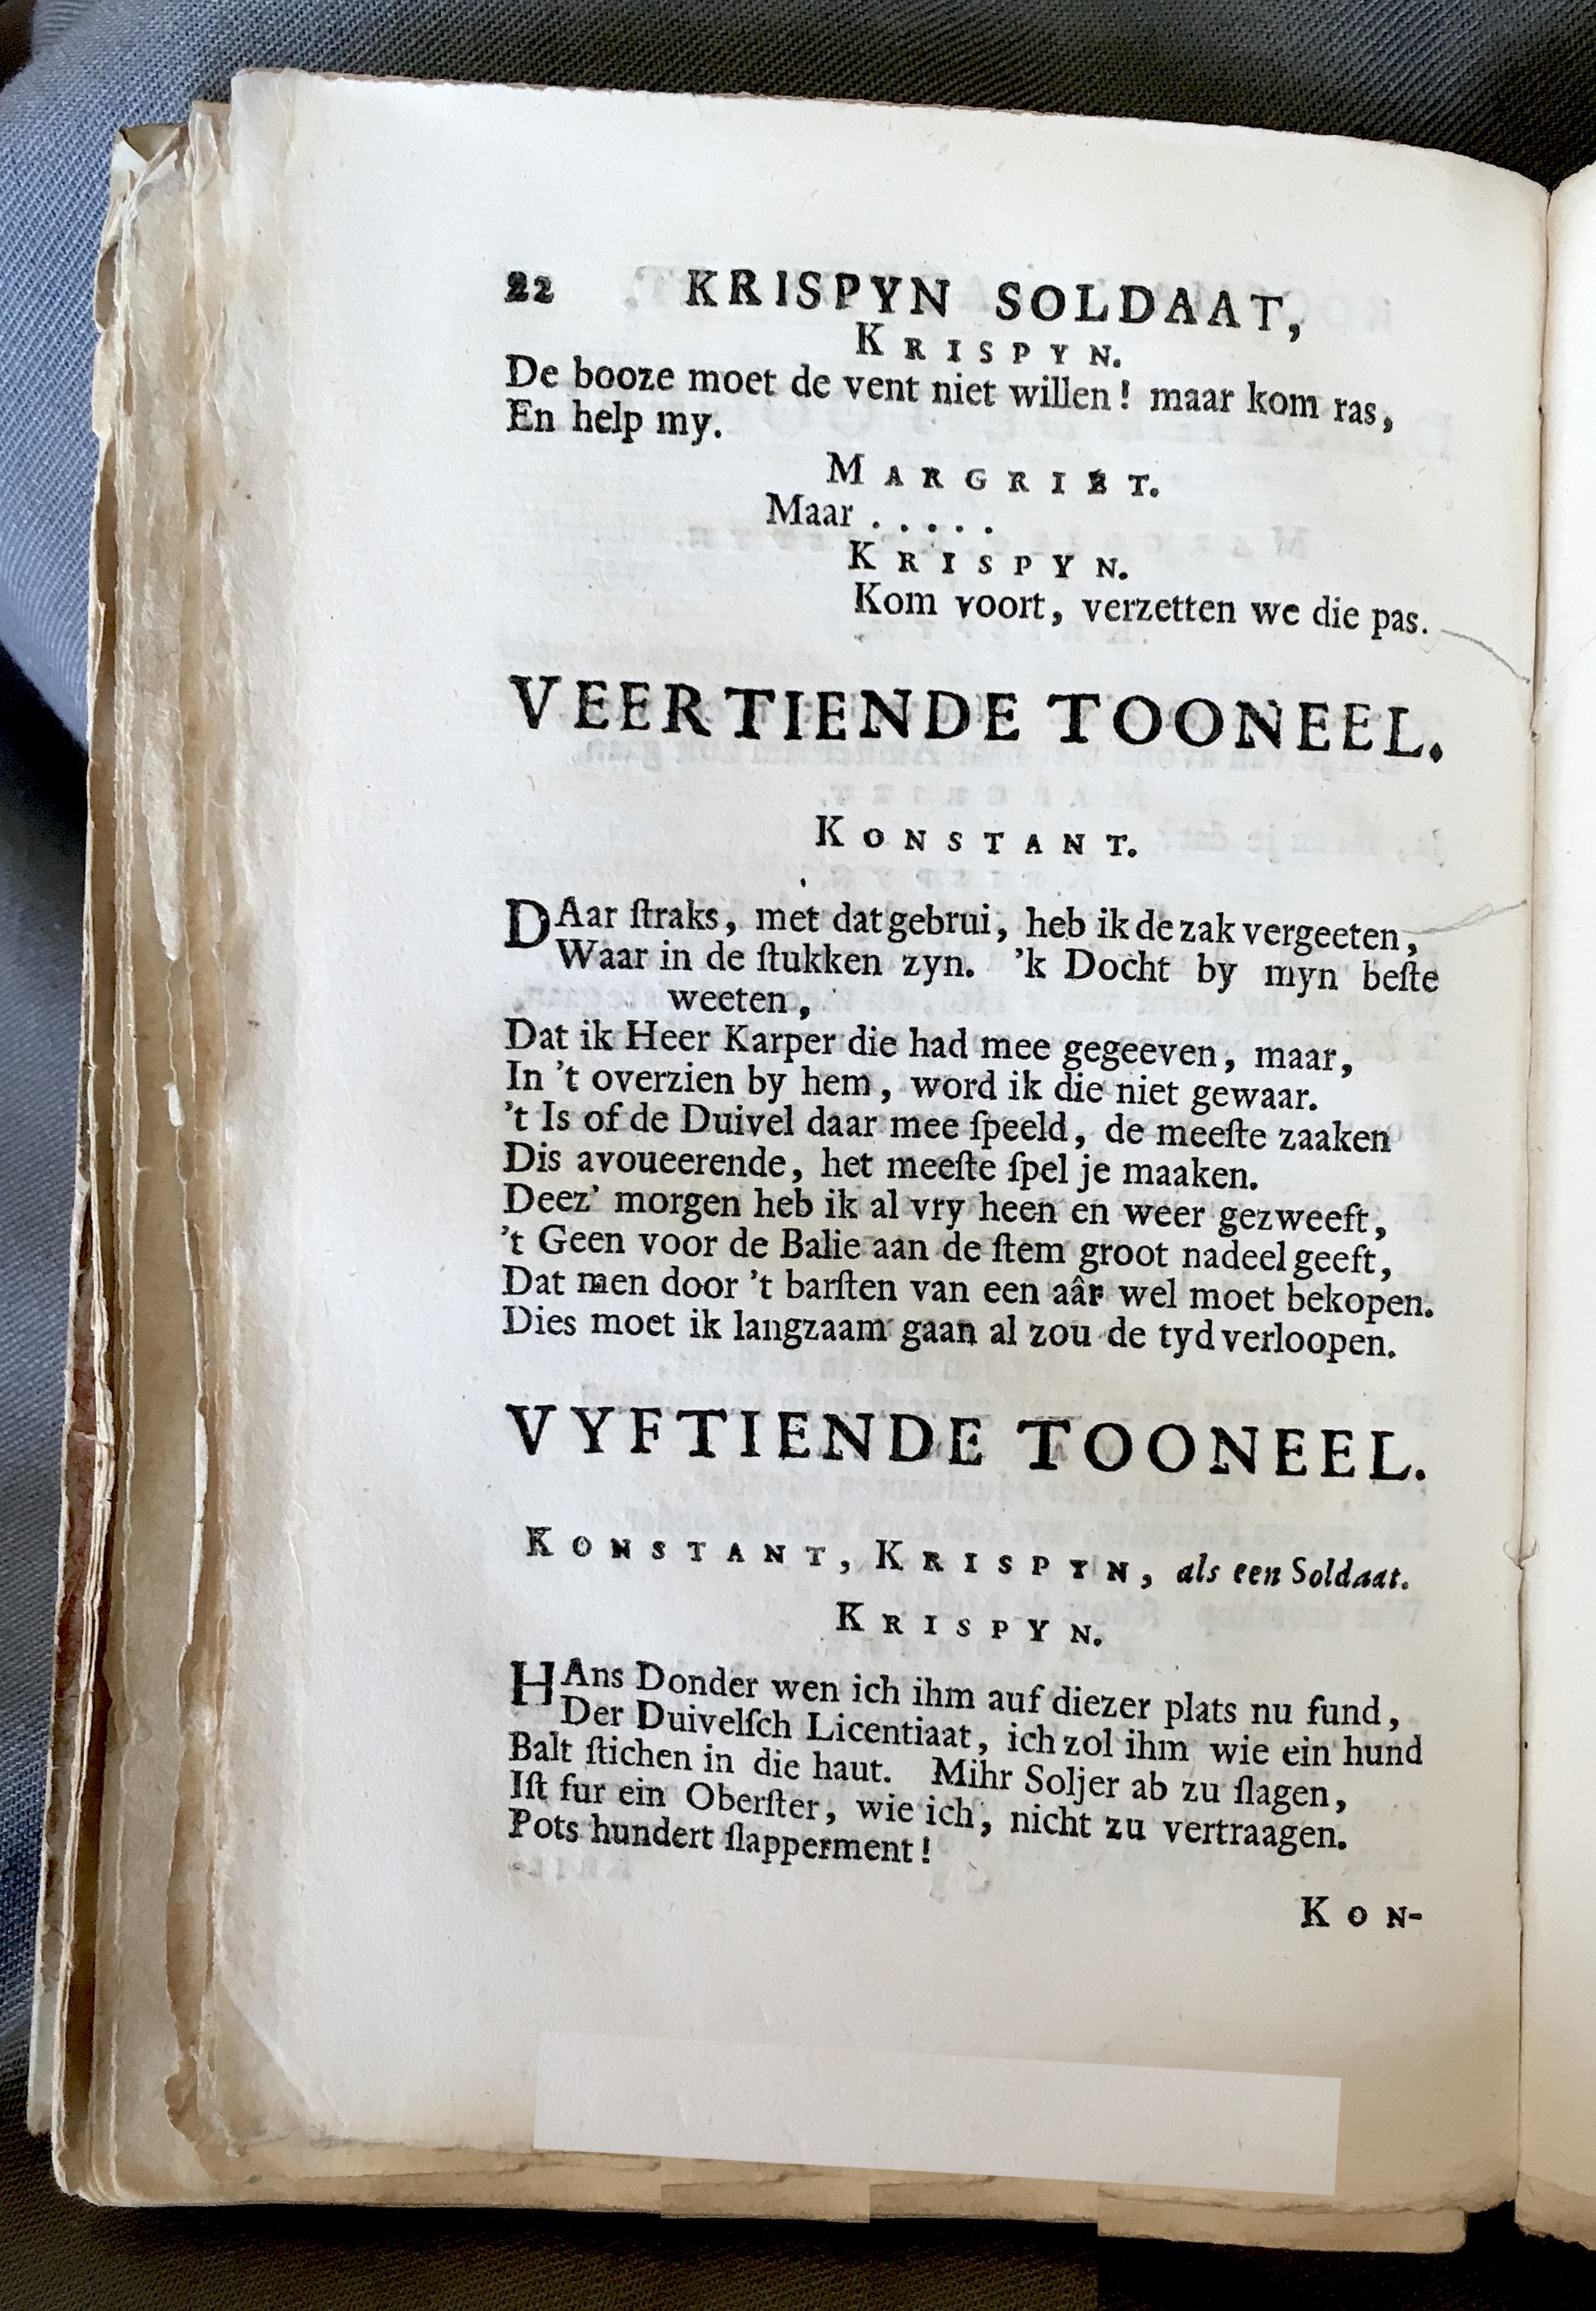 22 KRISPYN SOLDAAT,
KRISPYN.
De booze moet de vent niet willen! maar kom ras,
En help my.
MARGRIET.
Maar . . . . .
KRISPYN.
Kom voort, verzetten we die pas.
VEERTIENDE TOONEEL.
KONSTANT.
DAar ſtraks, met dat gebrui, heb ik de zak vergeeten,
Waar in de ſtukken zyn. 'k Docht by myn beſte
weeten,
Dat ik Heer Karper die had mee gegeeven, maar,
In 't overzien by hem, word ik die niet gewaar.
't Is of de Duivel daar mee ſpeeld, de meeſte zaaken
Dis avoueerende, het meeſte ſpel je maaken.
Deez' morgen heb ik al vry heen en weer gezweeft,
't Geen voor de Balie aan de ſtem groot nadeel geeft,
Dat men door 't barſten van een aâr wel moet bekopen.
Dies moet ik langzaam gaan al zou de tyd verloopen.
VYFTIENDE TOONEEL.
KONSTANT, KRISPYN, als een Soldaat.
KRISPYN.
HAns Donder wen ich ihm auf diezer plats nu fund,
Der Duivelſch Licentiaat, ich zol ihm wie ein hund
Balt ſtichen in die haut. Mihr Soljer ab zu ſlagen,
Iſt fur ein Oberſter, wie ich, nicht zu vertraagen.
Pots hundert ſlapperment!
KON-